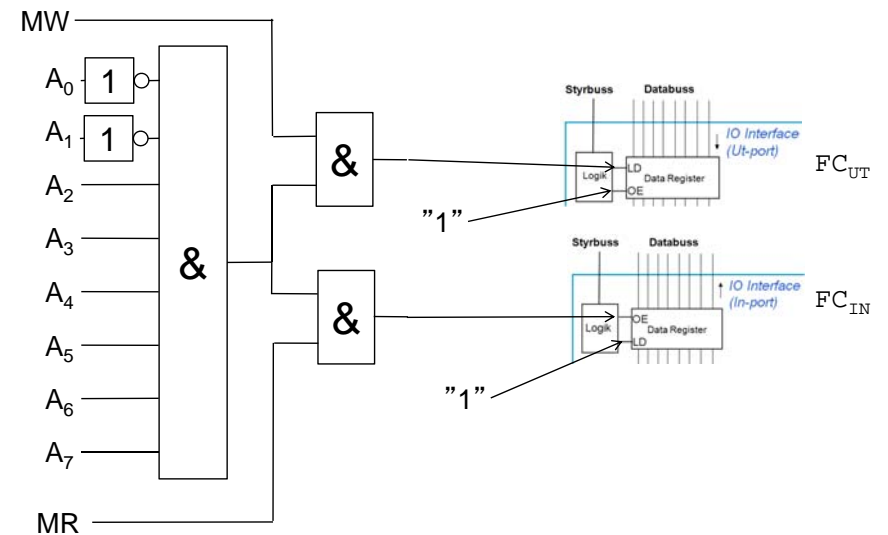 MW
A0
1
A1
1
A2
A3
A4
A5
A6
A7
MR
&
&
&
Styrbuss Databuss
IO Interface
(Ut-port)
Logik
LD
OE
Data Register
FCUT
"1"
Styrbuss Databuss
IO Interface
(In-port)
Logik
OE
LD
Data Register
FCIN
"1"